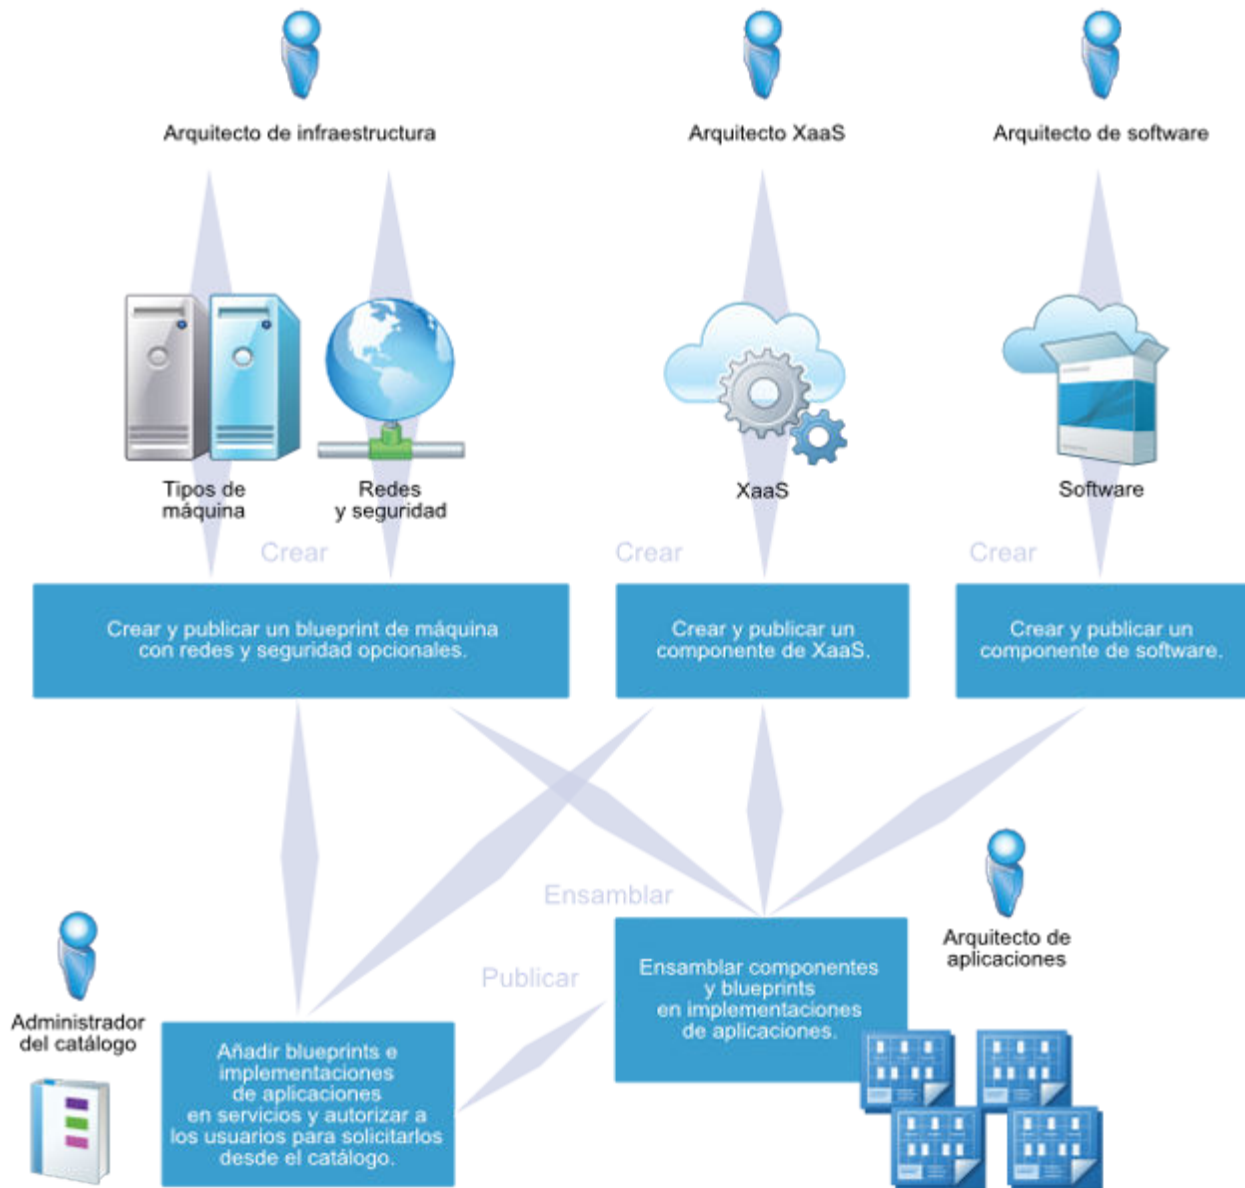 Arquitecto de infraestructura
Arquitecto XaaS
Arquitecto de software
Tipos de
máquina
Redes
y seguridad
XaaS
Software
Crear
Crear
Crear
Crear y publicar un blueprint de máquina
con redes y seguridad opcionales.
Crear y publicar un
componente de XaaS.
Crear y publicar un
componente de software.
Ensamblar
Publicar
Ensamblar componentes
y blueprints
en implementaciones
de aplicaciones.
Arquitecto de
aplicaciones
Administrador
del catálogo
Añadir blueprints e
implementaciones
de aplicaciones
en servicios y autorizar a
los usuarios para solicitarlos
desde el catálogo.